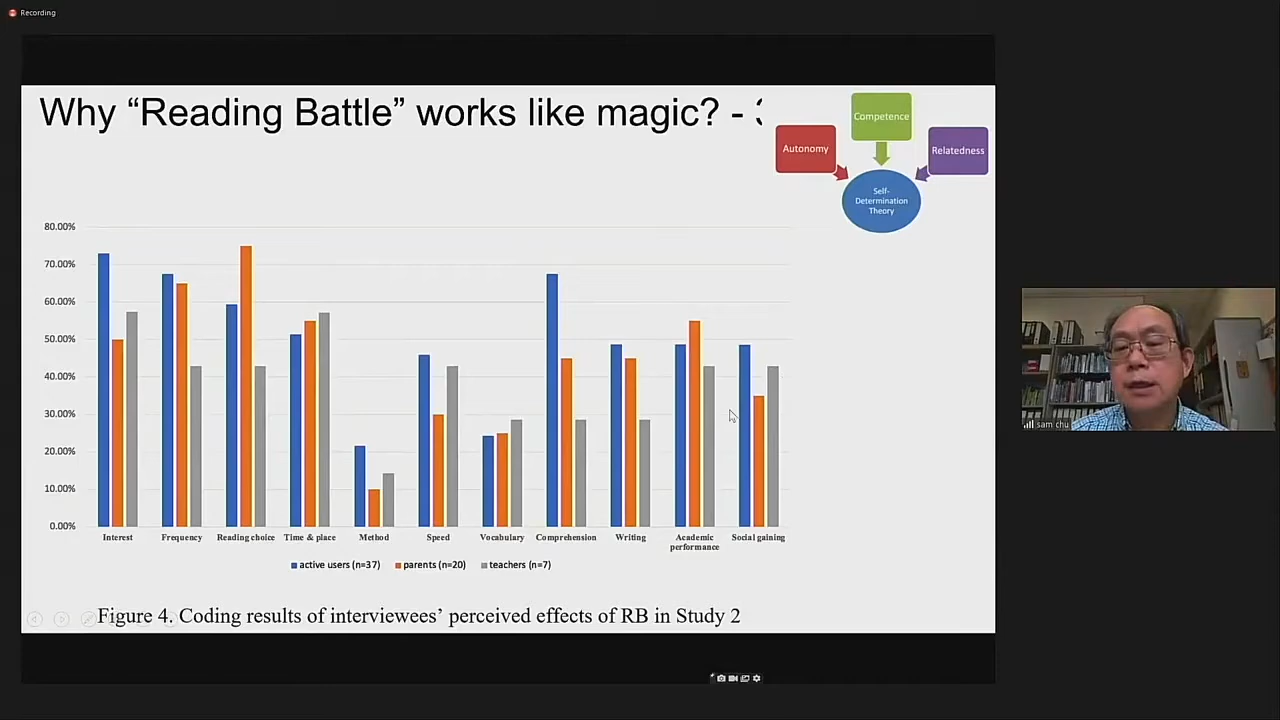 Recording
Why “Reading Battle” works like magic? -
Competence
Autonomy
Relatedness
Self-
Determination
Theory
80.00%
70.00%
60.00%
50.00%
40.00%
30.00%
20.00%
10.00%
0.00%
Interest Frequency Reading choice Time & place Method Speed Vocabulary Comprehension Writing Academic performance Social gaining
active users (n=37) parents (n=20) teachers (n=7)
Figure 4. Coding results of interviewees’ perceived effects of RB in Study 2
sam chu